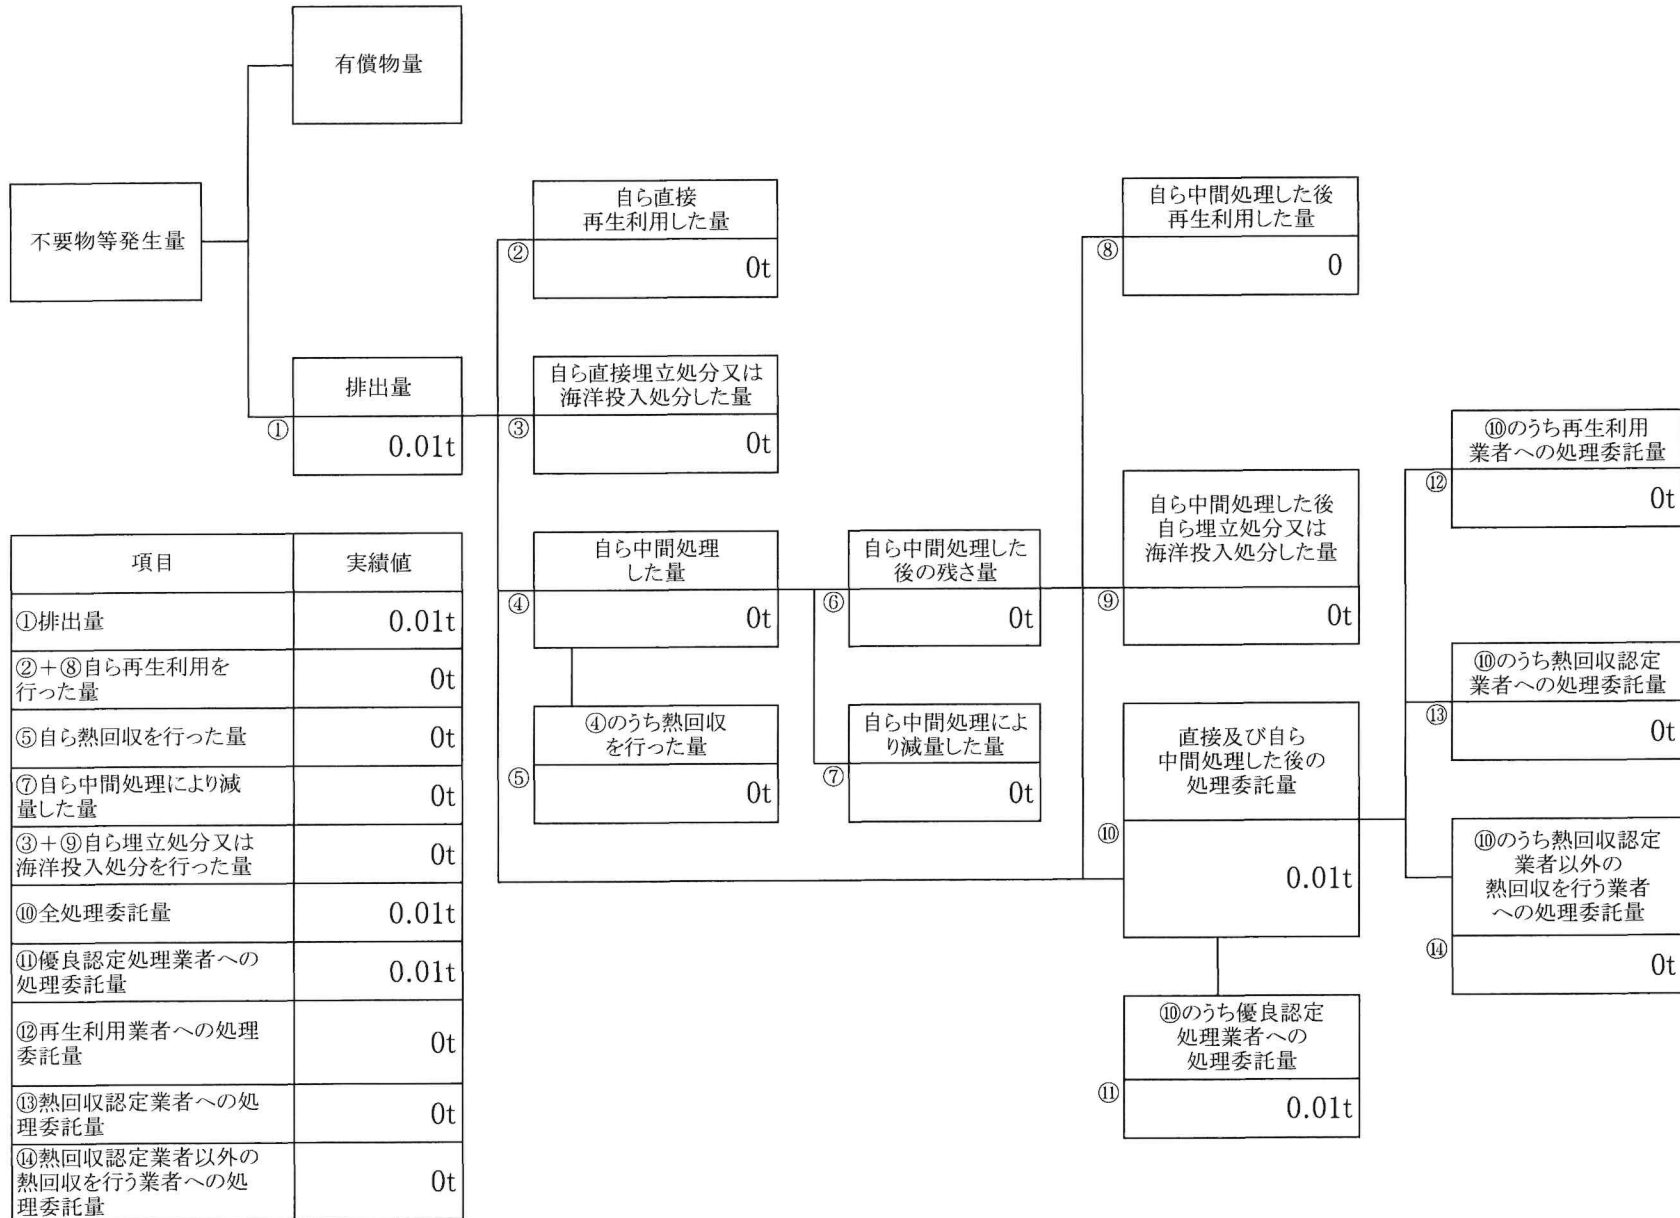 有償物量
不要物等発生量
排出量
①
0.01t
自ら直接
再生利用した量
②
0t
自ら直接埋立処分又は
海洋投入処分した量
③
0t
自ら中間処理
した量
④
0t
④のうち熱回収
を行った量
⑤
0t
自ら中間処理した
後の残さ量
⑥
0t
自ら中間処理によ
り減量した量
⑦
0t
自ら中間処理した後
再生利用した量
⑧
0
自ら中間処理した後
自ら埋立処分又は
海洋投入処分した量
⑨
0t
直接及び自ら
中間処理した後の
処理委託量
⑩
0.01t
⑩のうち優良認定
処理業者への
処理委託量
⑪
0.01t
⑩のうち再生利用
業者への処理委託量
⑫
0t
⑩のうち熱回収認定
業者への処理委託量
⑬
0t
⑩のうち熱回収認定
業者以外の
熱回収を行う業者
への処理委託量
⑭
0t
項目 実績値
①排出量 0.01t
②+⑧自ら再生利用を
行った量 0t
⑤自ら熱回収を行った量 0t
⑦自ら中間処理により減
量した量 0t
③+⑨自ら埋立処分又は
海洋投入処分を行った量 0t
⑩全処理委託量 0.01t
⑪優良認定処理業者への
処理委託量 0.01t
⑫再生利用業者への処理
委託量 0t
⑬熱回収認定業者への処
理委託量 0t
⑭熱回収認定業者以外の
熱回収を行う業者への処
理委託量 0t